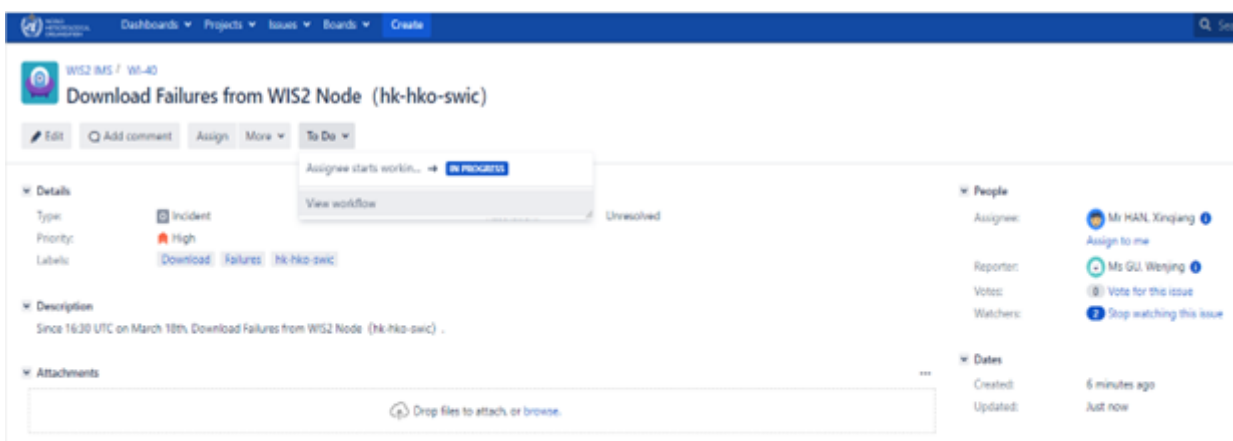 WORLD METEOROLOGICAL ORGANIZATION Dashboards Projects Issues Boards Create
WIS2 IMS / WI-40
Download Failures from WIS2 Node (hk-hko-swic)
Edit Add comment Assign More To Do
Assignee starts workin... → IN PROGRESS
View workflow
Details
Type: Incident Unresolved
Priority: High
Labels: Download Failures hk-hko-swic
Description
Since 16:30 UTC on March 18th, Download Failures from WIS2 Node (hk-hko-swic) .
Attachments
Drop files to attach, or browse.
People
Assignee: Mr HAN, Xinqiang
Assign to me
Reporter: Ms GU, Wenjing
Votes: 0 Vote for this issue
Watchers: 2 Stop watching this issue
Dates
Created: 6 minutes ago
Updated: Just now